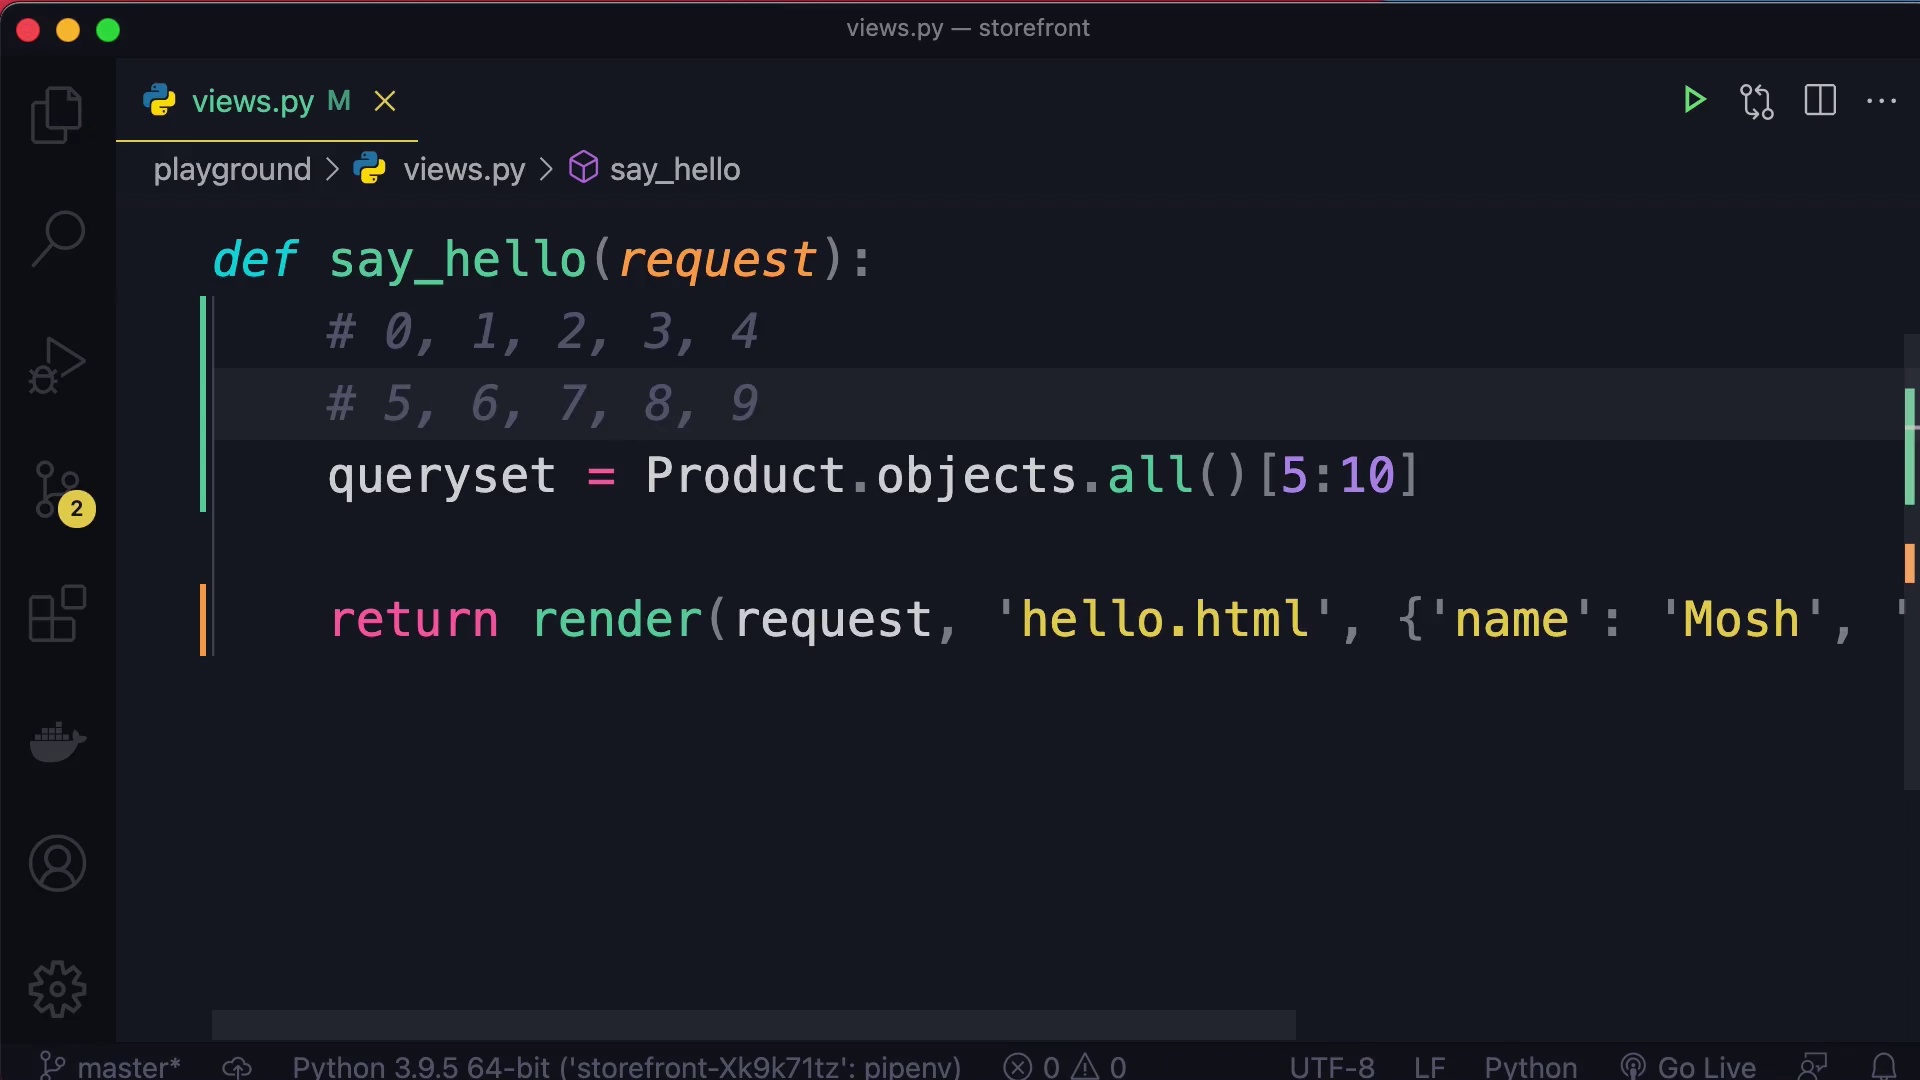 views.py — storefront
views.py M
playground > views.py > say_hello
def say_hello(request):
# 0, 1, 2, 3, 4
# 5, 6, 7, 8, 9
queryset = Product.objects.all()[5:10]
return render(request, 'hello.html', {'name': 'Mosh', '
2
master* Python 3.9.5 64-bit ('storefront-Xk9k71tz': pipenv) 0 0 UTF-8 LF Python Go Live